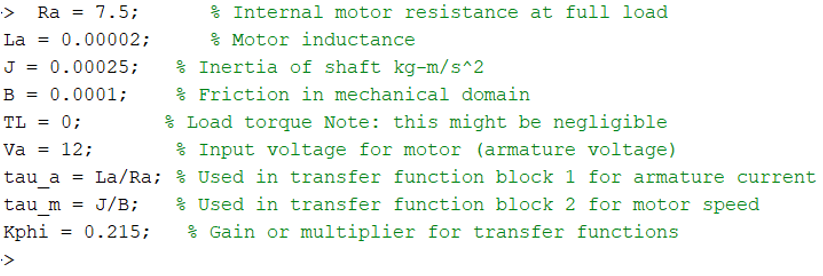 >  Ra = 7.5;      % Internal motor resistance at full load
La = 0.00002;     % Motor inductance
J = 0.00025;   % Inertia of shaft kg-m/s^2
B = 0.0001;    % Friction in mechanical domain
TL = 0;       % Load torque Note: this might be negligible
Va = 12;       % Input voltage for motor (armature voltage)
tau_a = La/Ra; % Used in transfer function block 1 for armature current
tau_m = J/B;   % Used in transfer function block 2 for motor speed
Kphi = 0.215;   % Gain or multiplier for transfer functions
>